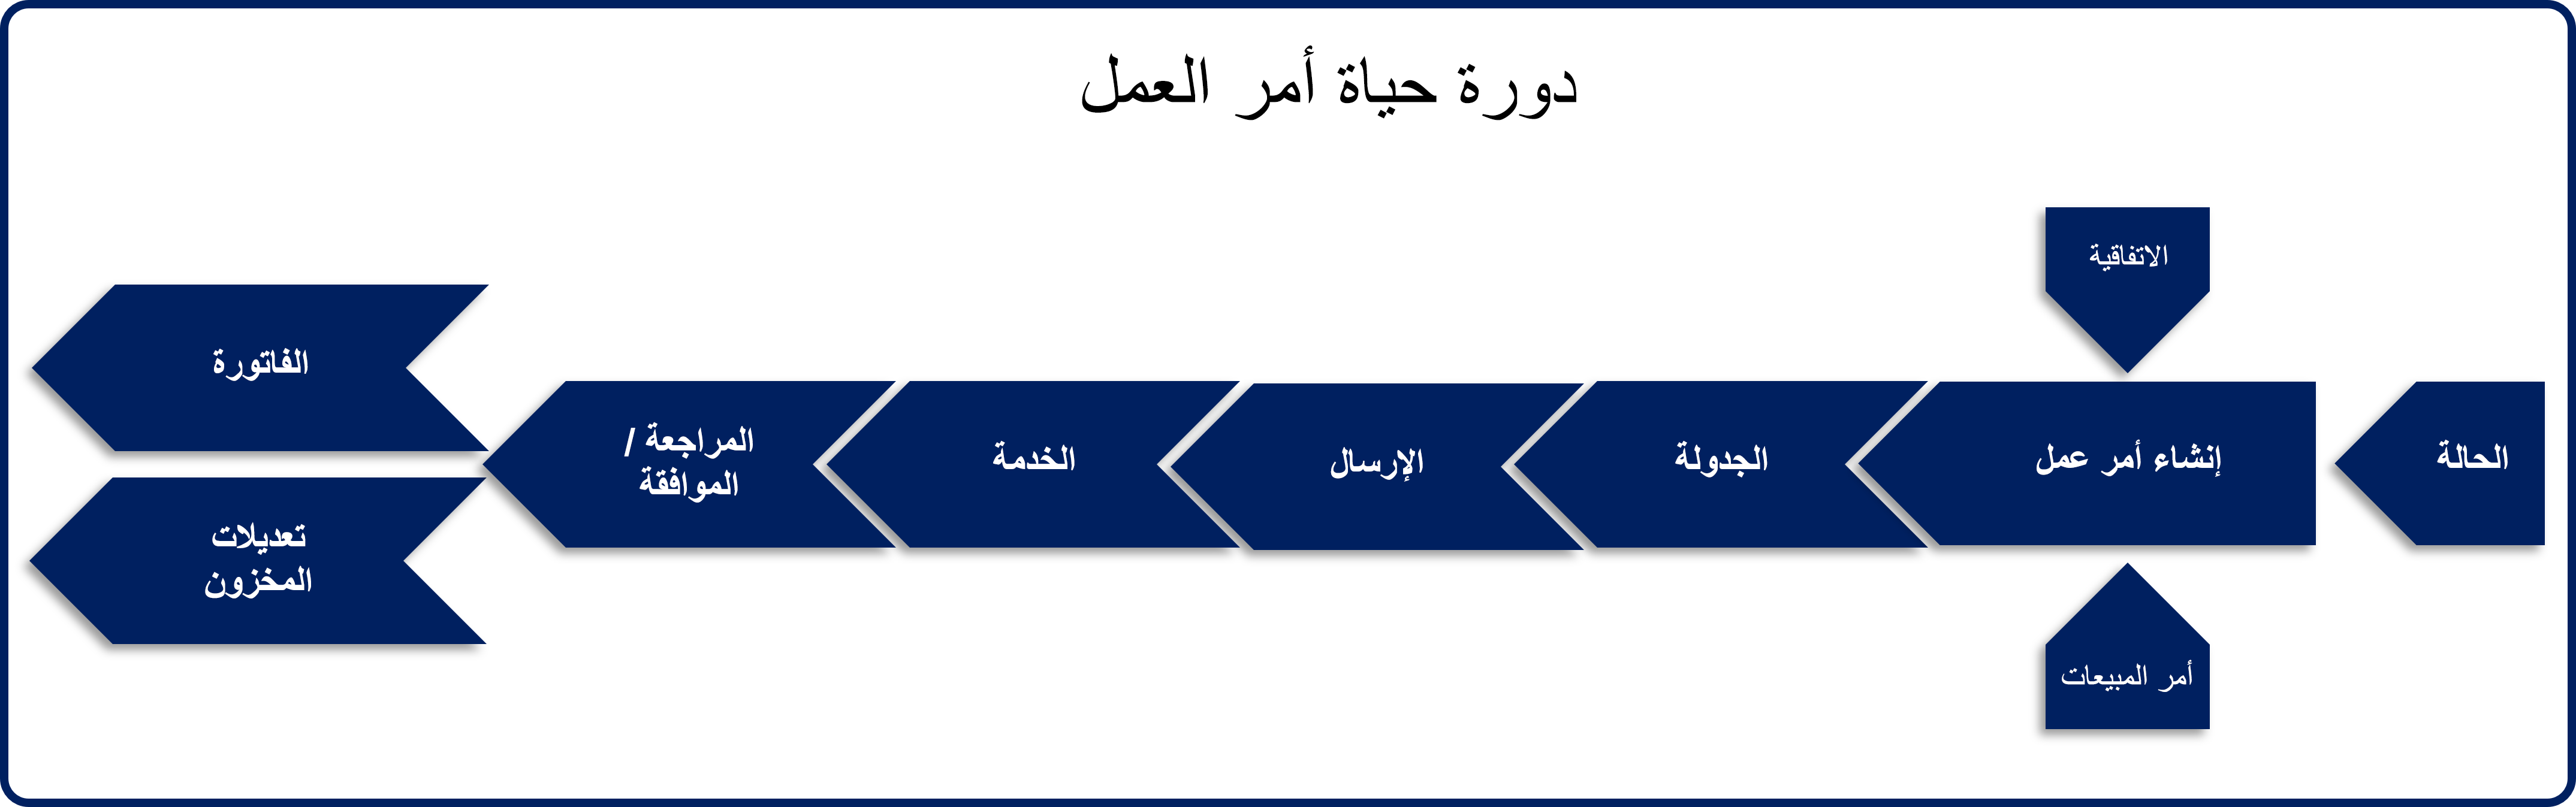 دورة حياة أمر العمل
الاتفاقية
الحالة
إنشاء أمر عمل
أمر المبيعات
الجدولة
الإرسال
الخدمة
المراجعة /
الموافقة
الفاتورة
تعديلات
المخزون